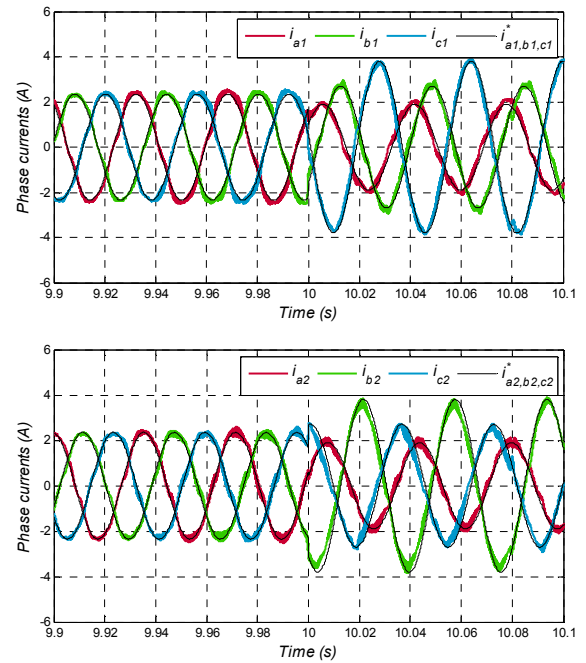 i_a1 i_b1 i_c1 i*_a1,b1,c1
Phase currents (A)
6
4
2
0
-2
-4
-6
9.9 9.92 9.94 9.96 9.98 10 10.02 10.04 10.06 10.08 10.1
Time (s)
i_a2 i_b2 i_c2 i*_a2,b2,c2
Phase currents (A)
6
4
2
0
-2
-4
-6
9.9 9.92 9.94 9.96 9.98 10 10.02 10.04 10.06 10.08 10.1
Time (s)